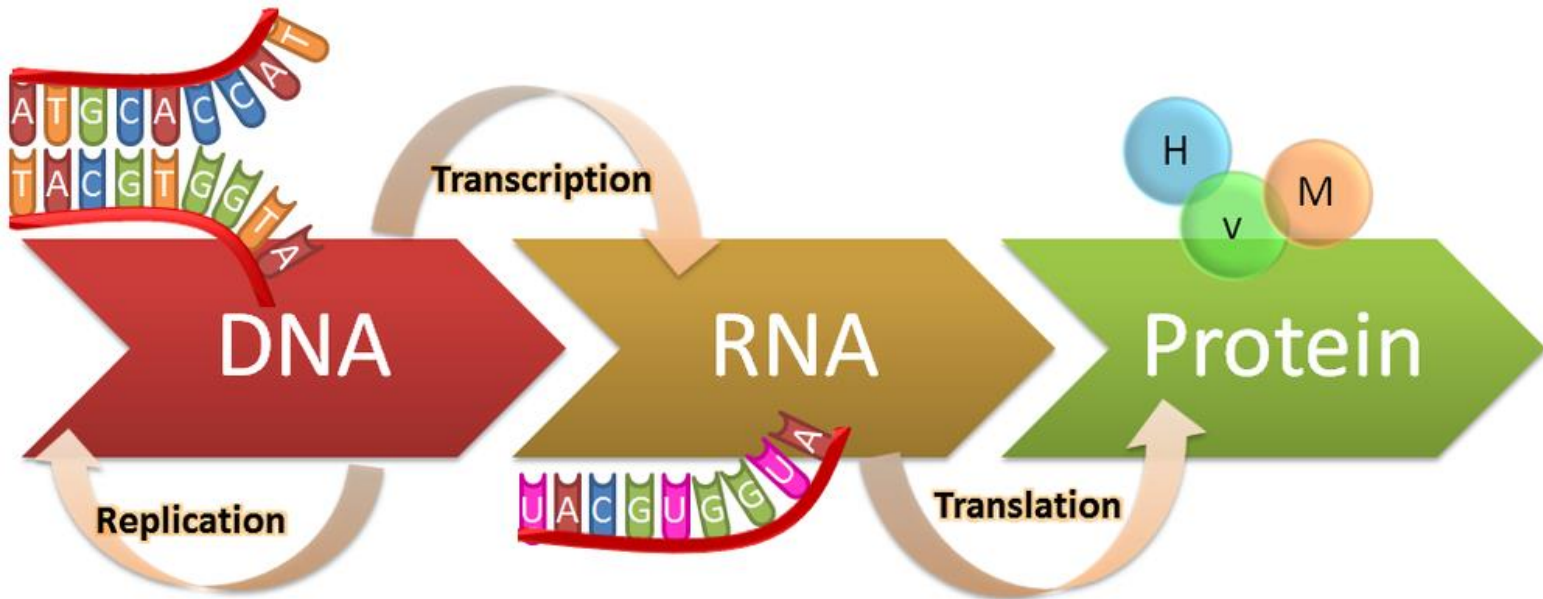 ATGCACCAT
TACGTGGTA
Transcription
H
V
M
DNA
RNA
Protein
UACGUGGUA
Replication
Translation